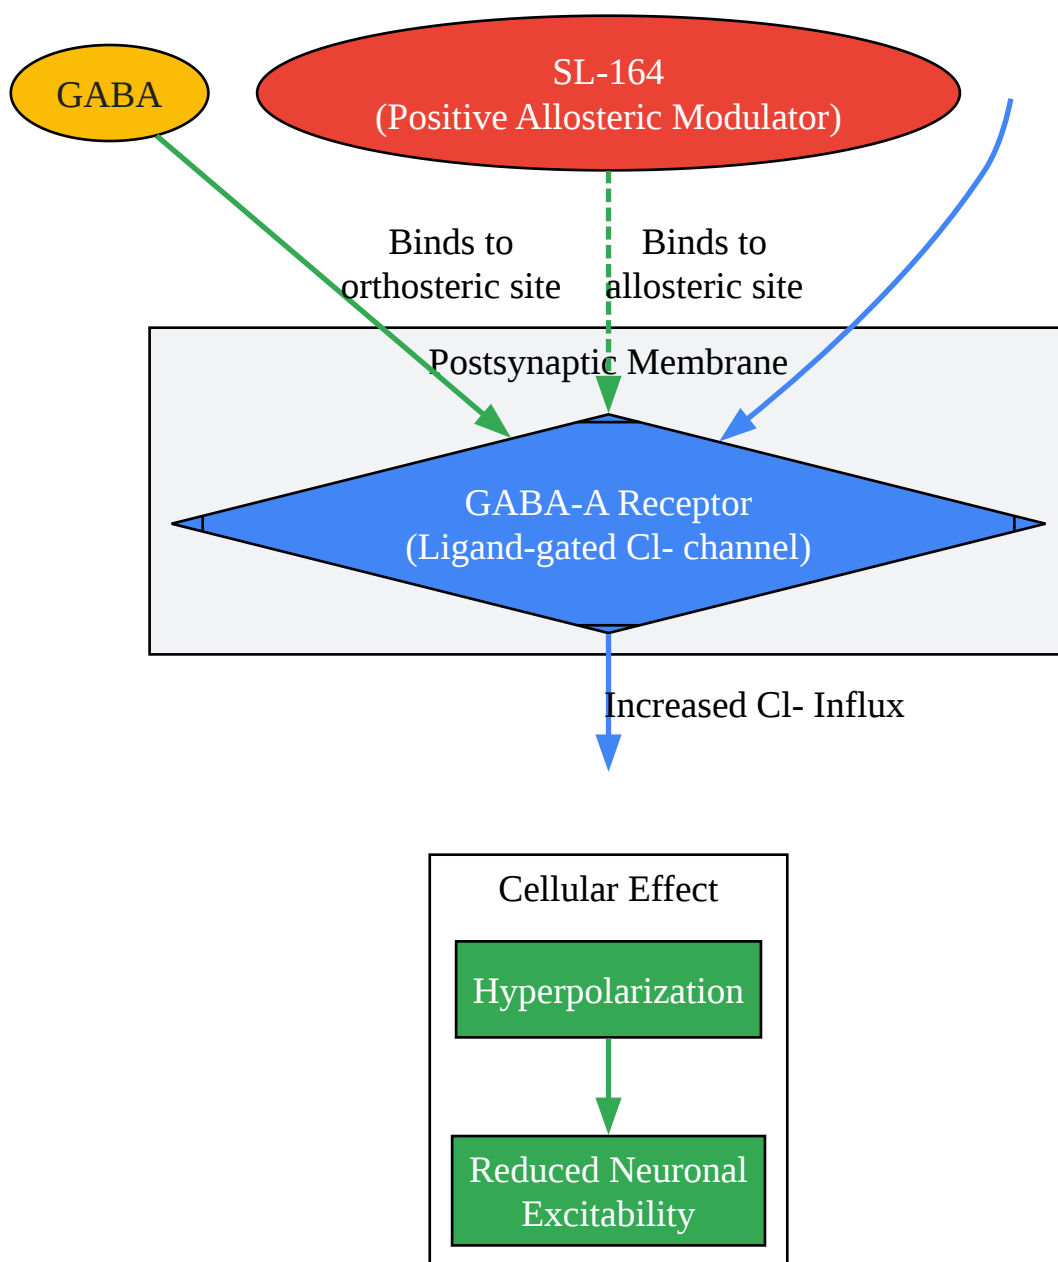 GABA
SL-164
(Positive Allosteric Modulator)
Binds to
orthosteric site
Binds to
allosteric site
Postsynaptic Membrane
GABA-A Receptor
(Ligand-gated Cl- channel)
Increased Cl- Influx
Cellular Effect
Hyperpolarization
Reduced Neuronal
Excitability